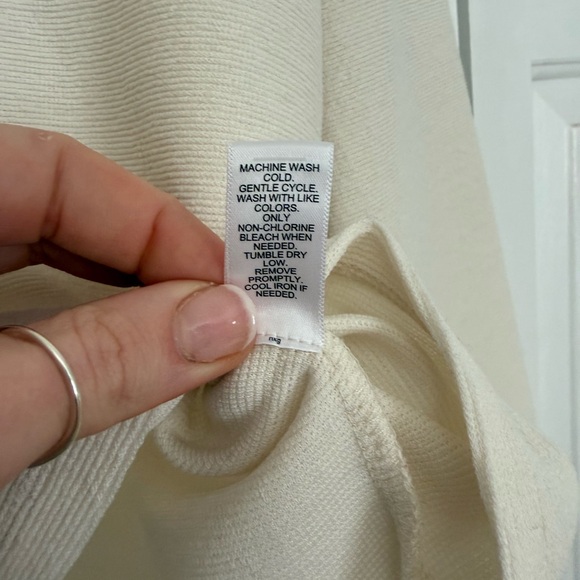 MACHINE WASH
COLD.
GENTLE CYCLE.
WASH WITH LIKE
COLORS.
ONLY
NON-CHLORINE
BLEACH WHEN
NEEDED.
TUMBLE DRY
LOW.
REMOVE
PROMPTLY.
COOL IRON IF
NEEDED.